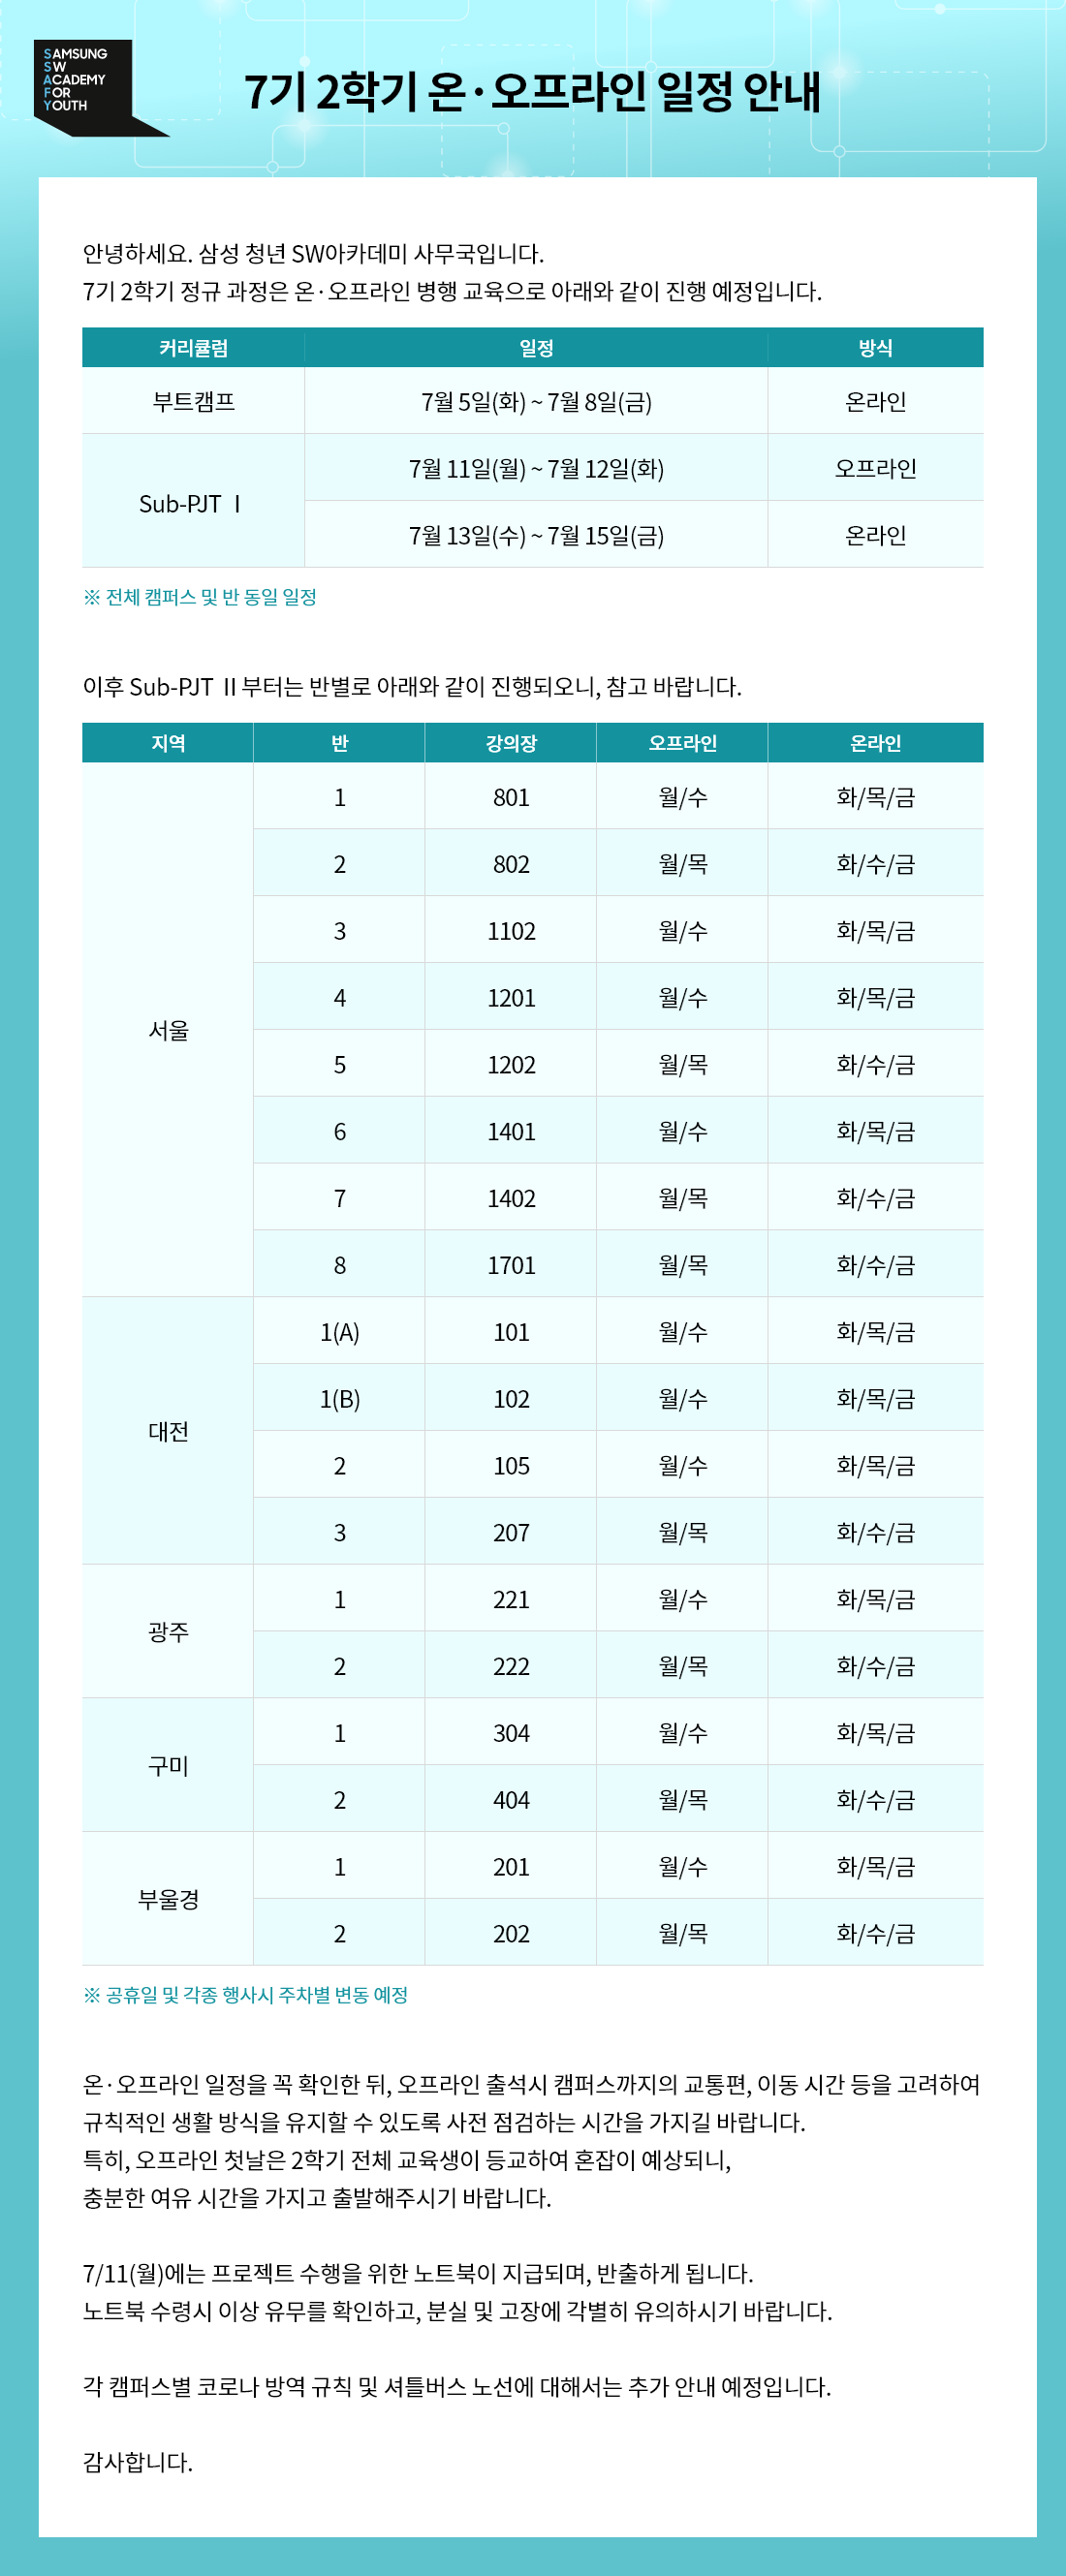 SAMSUNG
SW
ACADEMY
FOR
YOUTH
7기 2학기 온·오프라인 일정 안내
안녕하세요. 삼성 청년 SW아카데미 사무국입니다.
7기 2학기 정규 과정은 온·오프라인 병행 교육으로 아래와 같이 진행 예정입니다.
커리큘럼 일정 방식
부트캠프 7월 5일(화) ~ 7월 8일(금) 온라인
Sub-PJT Ⅰ 7월 11일(월) ~ 7월 12일(화) 오프라인
7월 13일(수) ~ 7월 15일(금) 온라인
※ 전체 캠퍼스 및 반 동일 일정
이후 Sub-PJT Ⅱ 부터는 반별로 아래와 같이 진행되오니, 참고 바랍니다.
지역 반 강의장 오프라인 온라인
서울 1 801 월/수 화/목/금
2 802 월/목 화/수/금
3 1102 월/수 화/목/금
4 1201 월/수 화/목/금
5 1202 월/목 화/수/금
6 1401 월/수 화/목/금
7 1402 월/목 화/수/금
8 1701 월/목 화/수/금
대전 1(A) 101 월/수 화/목/금
1(B) 102 월/수 화/목/금
2 105 월/수 화/목/금
3 207 월/목 화/수/금
광주 1 221 월/수 화/목/금
2 222 월/목 화/수/금
구미 1 304 월/수 화/목/금
2 404 월/목 화/수/금
부울경 1 201 월/수 화/목/금
2 202 월/목 화/수/금
※ 공휴일 및 각종 행사시 주차별 변동 예정
온·오프라인 일정을 꼭 확인한 뒤, 오프라인 출석시 캠퍼스까지의 교통편, 이동 시간 등을 고려하여
규칙적인 생활 방식을 유지할 수 있도록 사전 점검하는 시간을 가지길 바랍니다.
특히, 오프라인 첫날은 2학기 전체 교육생이 등교하여 혼잡이 예상되니,
충분한 여유 시간을 가지고 출발해주시기 바랍니다.
7/11(월)에는 프로젝트 수행을 위한 노트북이 지급되며, 반출하게 됩니다.
노트북 수령시 이상 유무를 확인하고, 분실 및 고장에 각별히 유의하시기 바랍니다.
각 캠퍼스별 코로나 방역 규칙 및 셔틀버스 노선에 대해서는 추가 안내 예정입니다.
감사합니다.